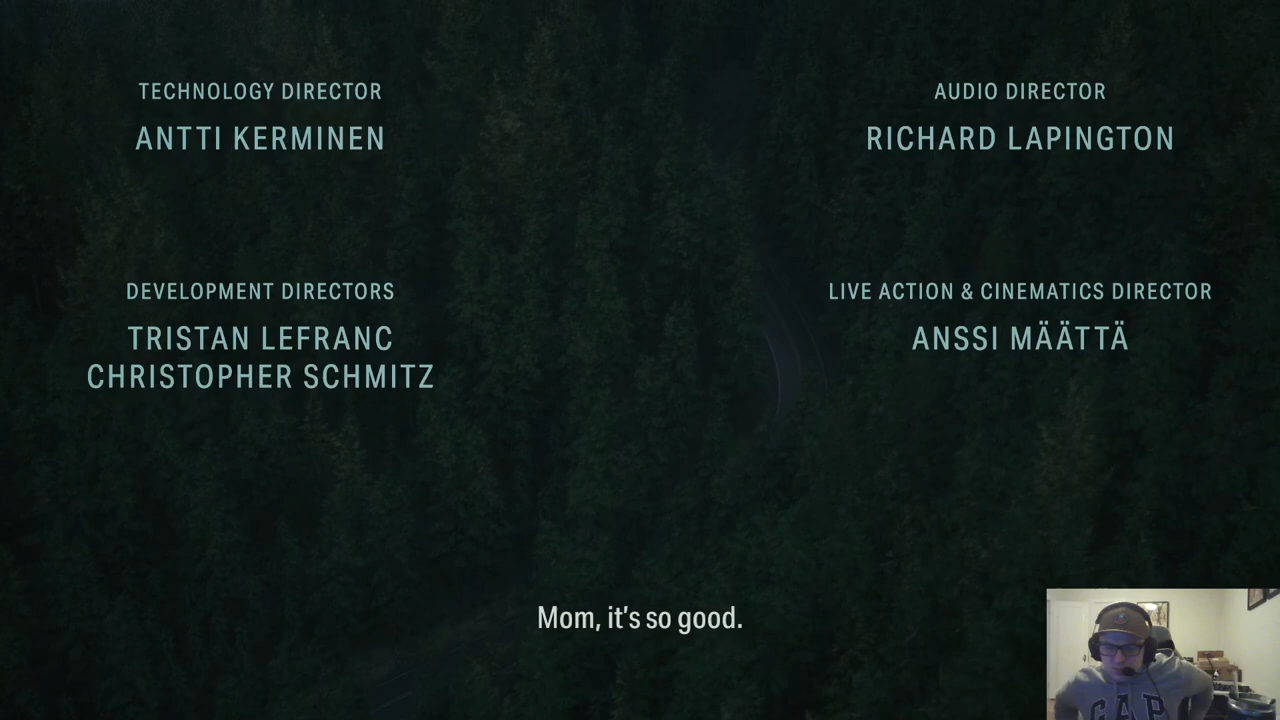 TECHNOLOGY DIRECTOR
ANTTI KERMINEN
AUDIO DIRECTOR
RICHARD LAPINGTON
DEVELOPMENT DIRECTORS
TRISTAN LEFRANC
CHRISTOPHER SCHMITZ
LIVE ACTION & CINEMATICS DIRECTOR
ANSSI MÄÄTTÄ
Mom, it's so good.
GAP